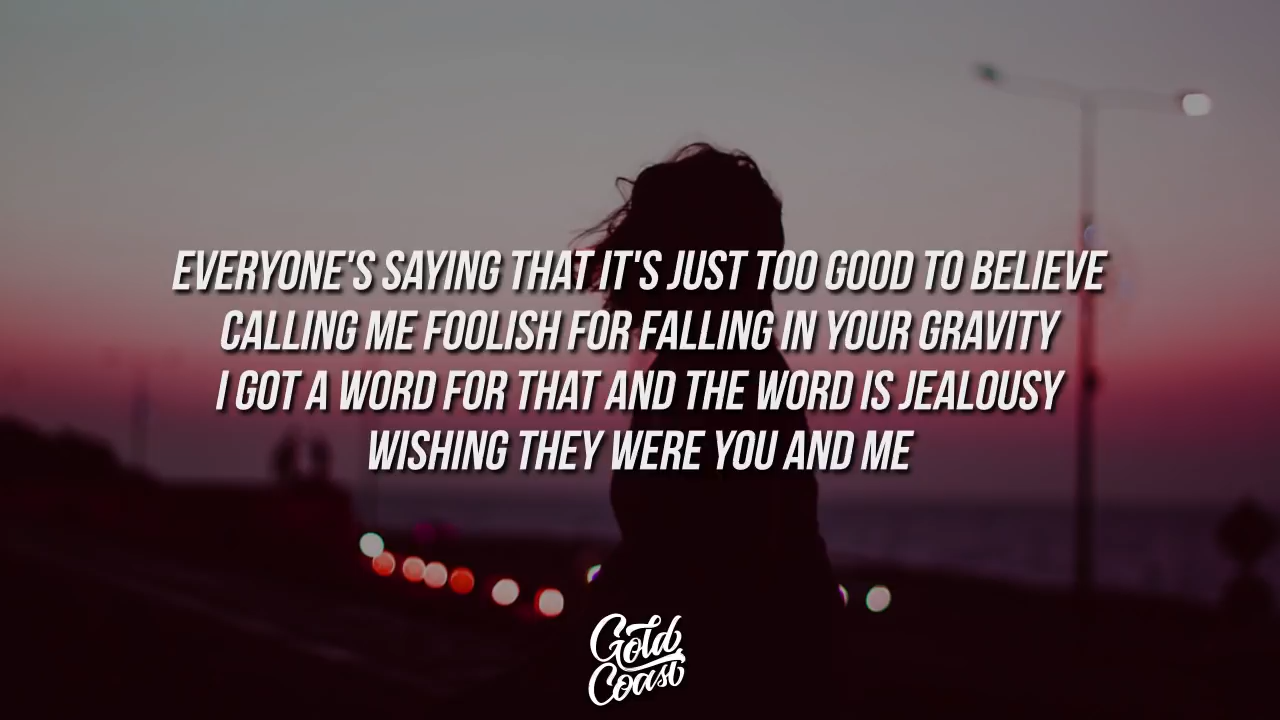 EVERYONE'S SAYING THAT IT'S JUST TOO GOOD TO BELIEVE
CALLING ME FOOLISH FOR FALLING IN YOUR GRAVITY
I GOT A WORD FOR THAT AND THE WORD IS JEALOUSY
WISHING THEY WERE YOU AND ME
Gold
Coast